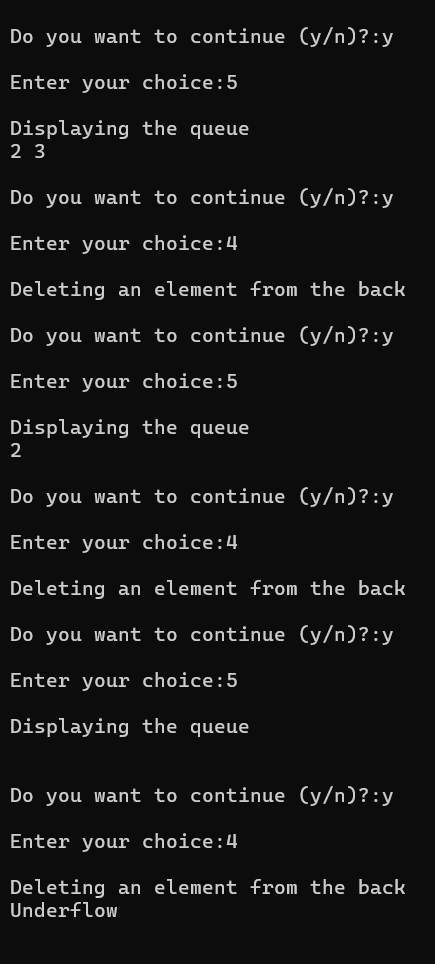 Do you want to continue (y/n)?:y
Enter your choice:5
Displaying the queue
2 3
Do you want to continue (y/n)?:y
Enter your choice:4
Deleting an element from the back
Do you want to continue (y/n)?:y
Enter your choice:5
Displaying the queue
2
Do you want to continue (y/n)?:y
Enter your choice:4
Deleting an element from the back
Do you want to continue (y/n)?:y
Enter your choice:5
Displaying the queue
Do you want to continue (y/n)?:y
Enter your choice:4
Deleting an element from the back
Underflow